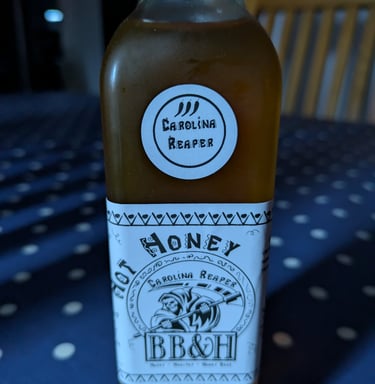 Carolina
Reaper
Hot Honey
Carolina Reaper
BB&H